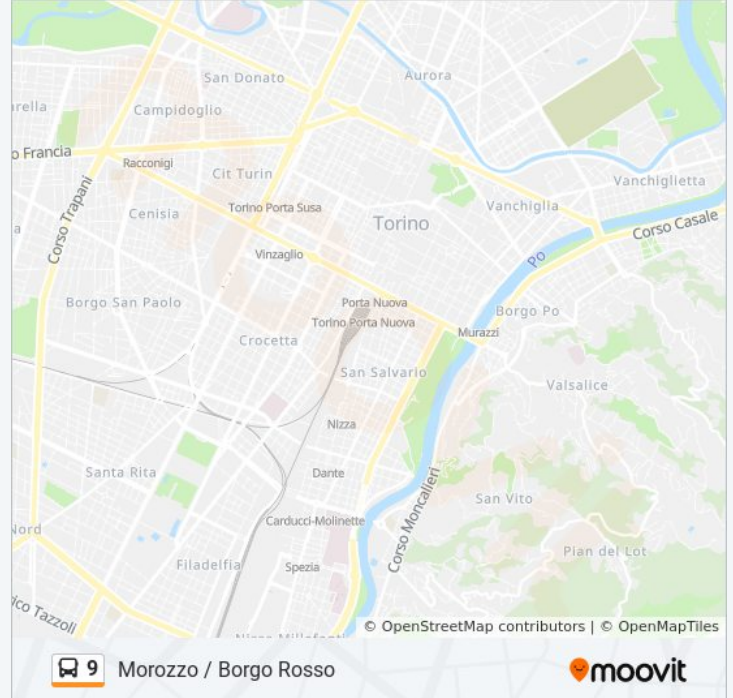 San Donato
Aurora
Campidoglio
o Francia
Racconigi
Cit Turin
Vanchiglietta
Corso Trapani
Cenisia
Torino Porta Susa
Torino
Vanchiglia
Corso Casale
Vinzaglio
Po
Borgo San Paolo
Porta Nuova
Torino Porta Nuova
Borgo Po
Murazzi
Crocetta
San Salvario
Valsalice
Nizza
Santa Rita
Dante
San Vito
Corso Moncalieri
Carducci-Molinette
Nord
Filadelfia
Spezia
Pian del Lot
ico Tazzoli
© OpenStreetMap contributors | © OpenMapTiles
9 Morozzo / Borgo Rosso
moovit